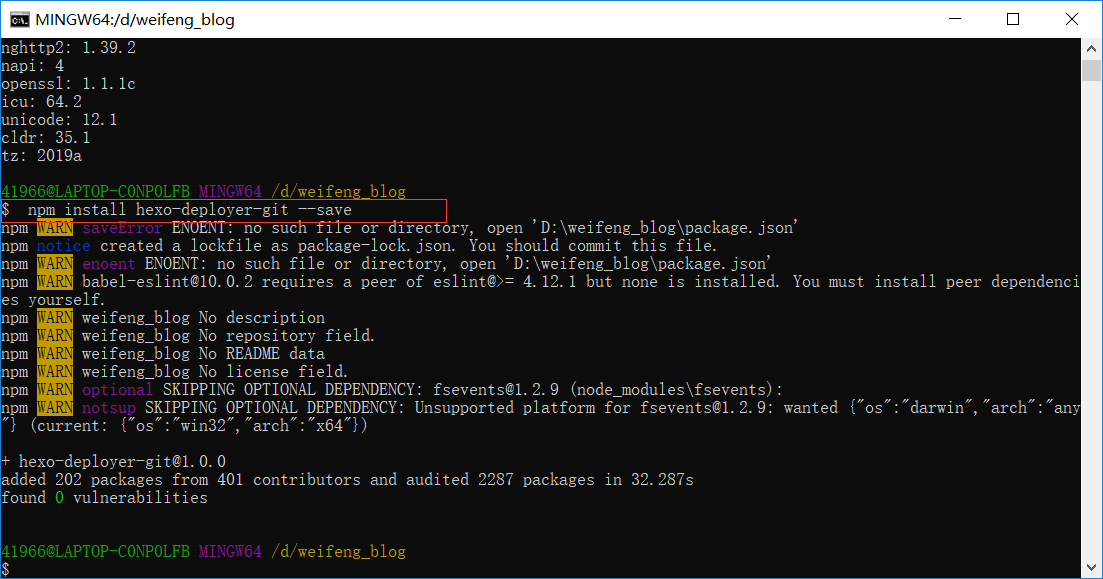 MINGW64:/d/weifeng_blog
nghttp2: 1.39.2
napi: 4
openssl: 1.1.1c
icu: 64.2
unicode: 12.1
cldr: 35.1
tz: 2019a
41966@LAPTOP-CONPOLFB MINGW64 /d/weifeng_blog
$  npm install hexo-deployer-git --save
npm WARN saveError ENOENT: no such file or directory, open 'D:\weifeng_blog\package.json'
npm notice created a lockfile as package-lock.json. You should commit this file.
npm WARN enoent ENOENT: no such file or directory, open 'D:\weifeng_blog\package.json'
npm WARN babel-eslint@10.0.2 requires a peer of eslint@>= 4.12.1 but none is installed. You must install peer dependenci
es yourself.
npm WARN weifeng_blog No description
npm WARN weifeng_blog No repository field.
npm WARN weifeng_blog No README data
npm WARN weifeng_blog No license field.
npm WARN optional SKIPPING OPTIONAL DEPENDENCY: fsevents@1.2.9 (node_modules\fsevents):
npm WARN notsup SKIPPING OPTIONAL DEPENDENCY: Unsupported platform for fsevents@1.2.9: wanted {"os":"darwin","arch":"any
"} (current: {"os":"win32","arch":"x64"})
+ hexo-deployer-git@1.0.0
added 202 packages from 401 contributors and audited 2287 packages in 32.287s
found 0 vulnerabilities
41966@LAPTOP-CONPOLFB MINGW64 /d/weifeng_blog
$